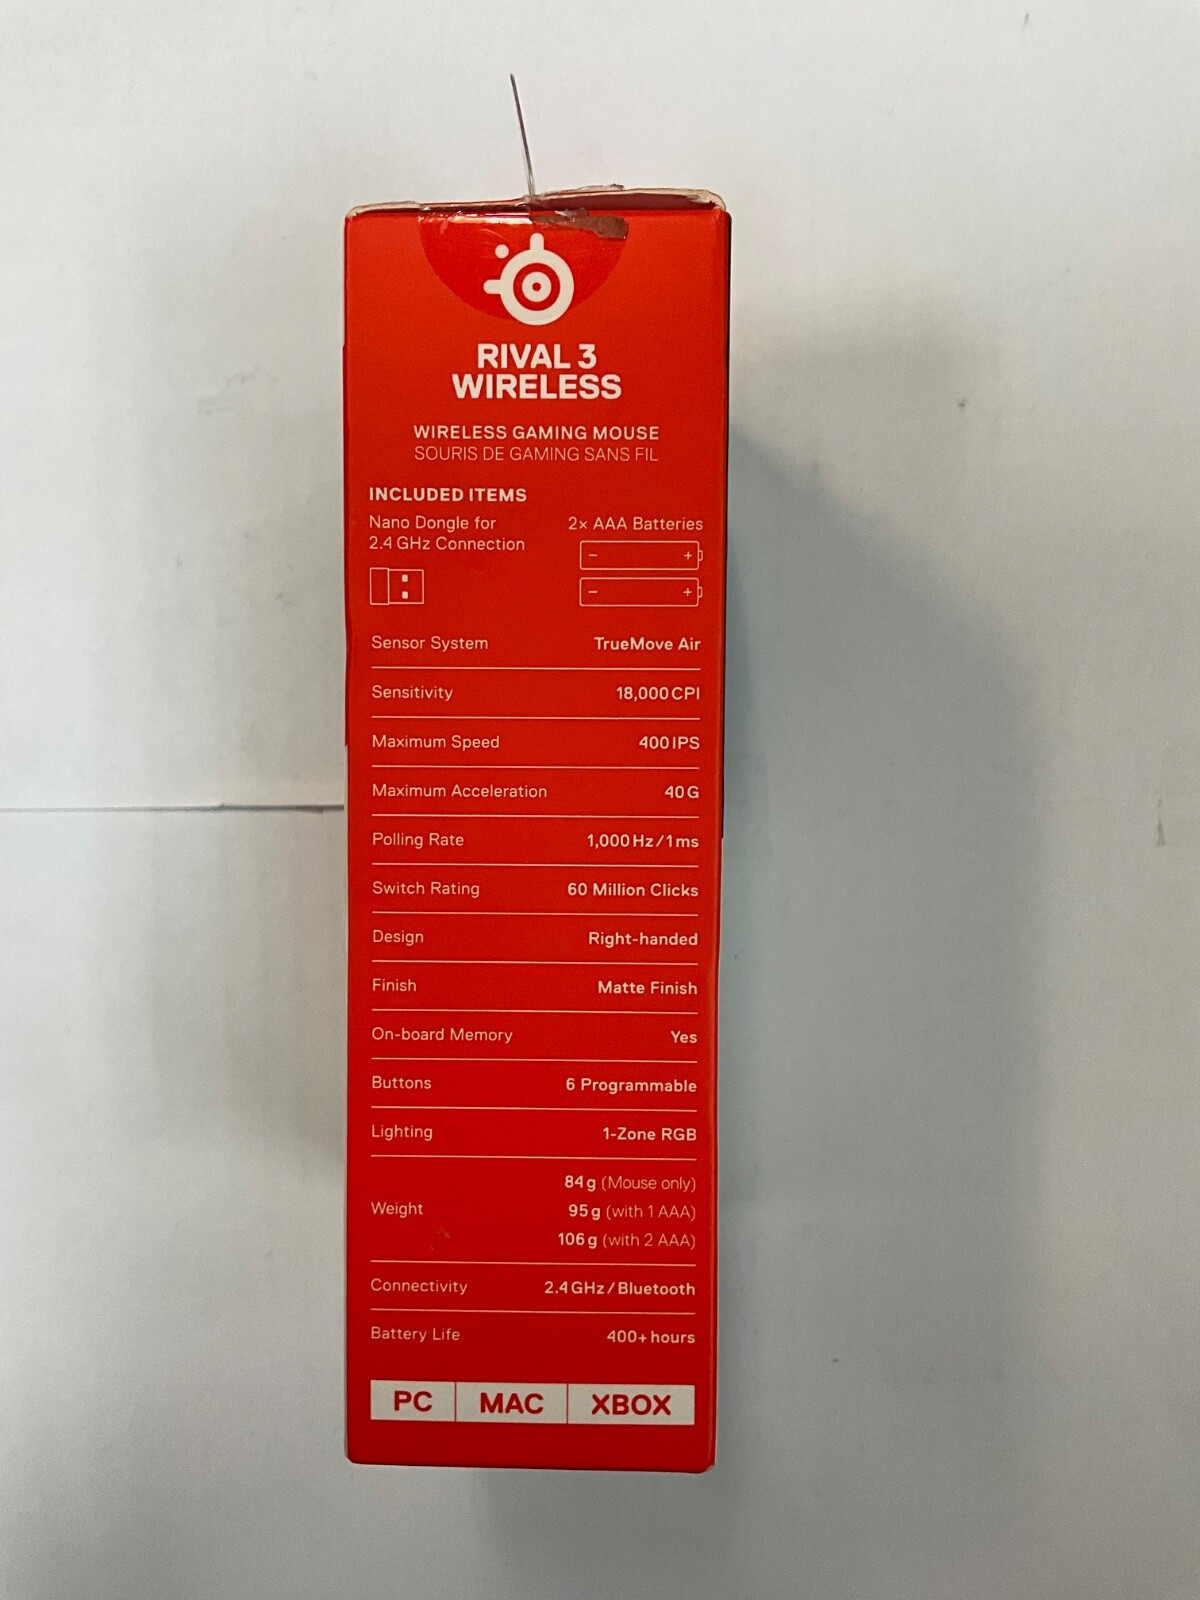 RIVAL 3
WIRELESS
WIRELESS GAMING MOUSE
SOURIS DE GAMING SANS FIL
INCLUDED ITEMS
Nano Dongle for
2.4 GHz Connection
2× AAA Batteries
− +
− +
Sensor System TrueMove Air
Sensitivity 18,000 CPI
Maximum Speed 400 IPS
Maximum Acceleration 40 G
Polling Rate 1,000 Hz / 1 ms
Switch Rating 60 Million Clicks
Design Right-handed
Finish Matte Finish
On-board Memory Yes
Buttons 6 Programmable
Lighting 1-Zone RGB
Weight
84 g (Mouse only)
95 g (with 1 AAA)
106 g (with 2 AAA)
Connectivity 2.4 GHz / Bluetooth
Battery Life 400+ hours
PC MAC XBOX